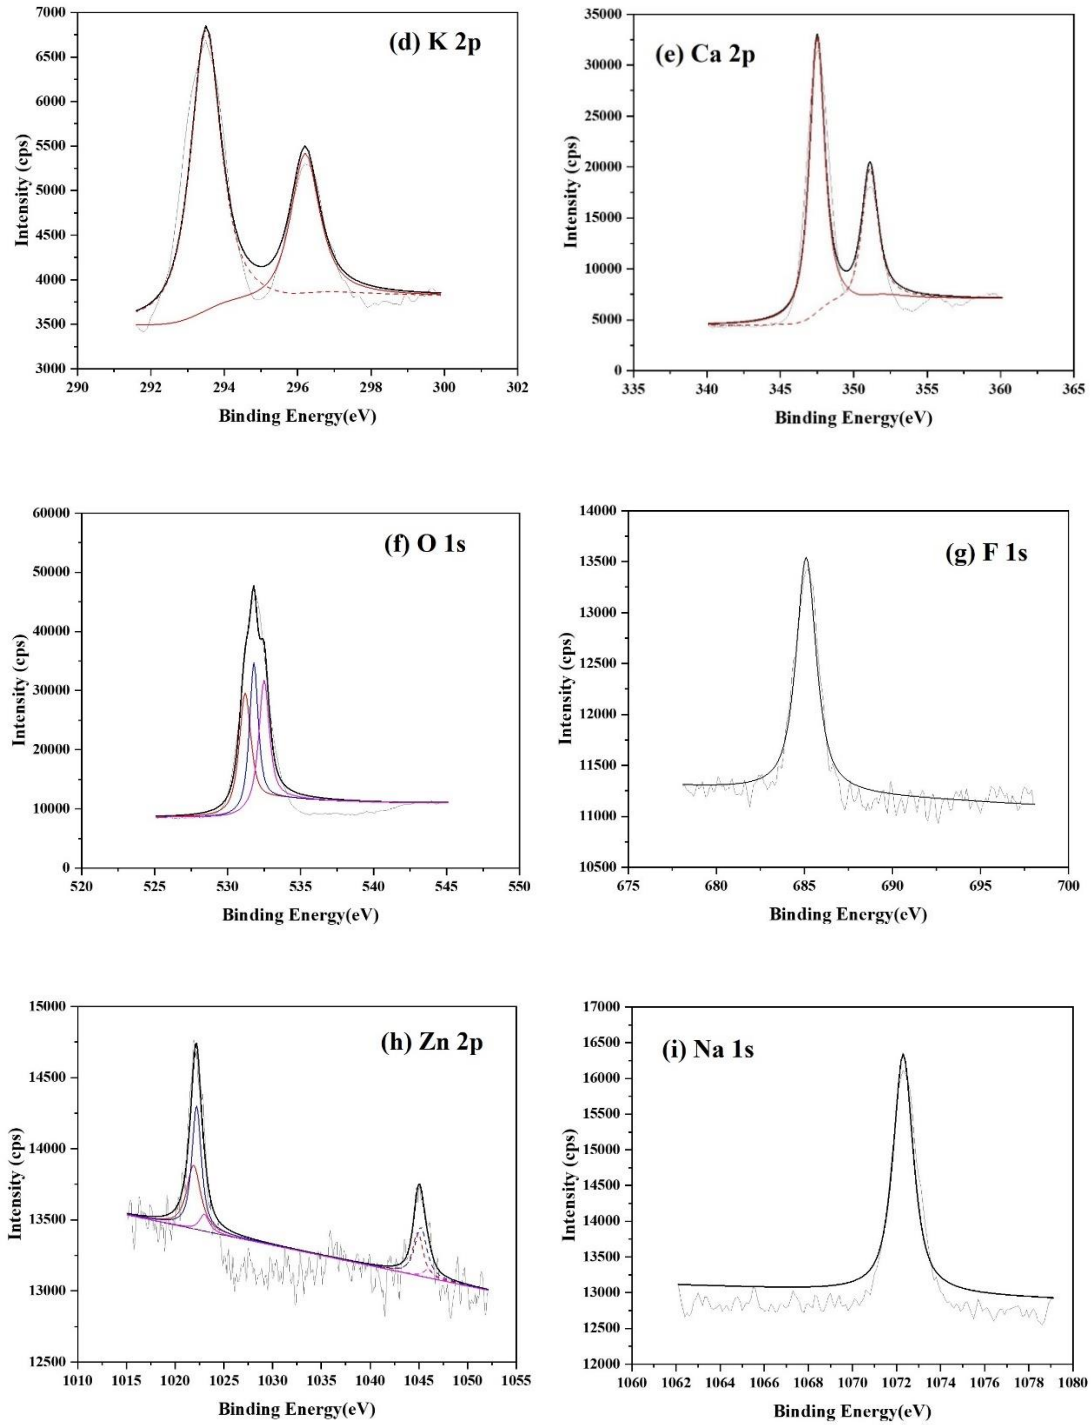 (d) K 2p
Intensity (cps)
7000
6500
6000
5500
5000
4500
4000
3500
3000
290 292 294 296 298 300 302
Binding Energy(eV)
(e) Ca 2p
Intensity (cps)
35000
30000
25000
20000
15000
10000
5000
0
335 340 345 350 355 360 365
Binding Energy(eV)
(f) O 1s
Intensity (cps)
60000
50000
40000
30000
20000
10000
0
520 525 530 535 540 545 550
Binding Energy(eV)
(g) F 1s
Intensity (cps)
14000
13500
13000
12500
12000
11500
11000
10500
675 680 685 690 695 700
Binding Energy(eV)
(h) Zn 2p
Intensity (cps)
15000
14500
14000
13500
13000
12500
1010 1015 1020 1025 1030 1035 1040 1045 1050 1055
Binding Energy(eV)
(i) Na 1s
Intensity (cps)
17000
16500
16000
15500
15000
14500
14000
13500
13000
12500
12000
1060 1062 1064 1066 1068 1070 1072 1074 1076 1078 1080
Binding Energy(eV)